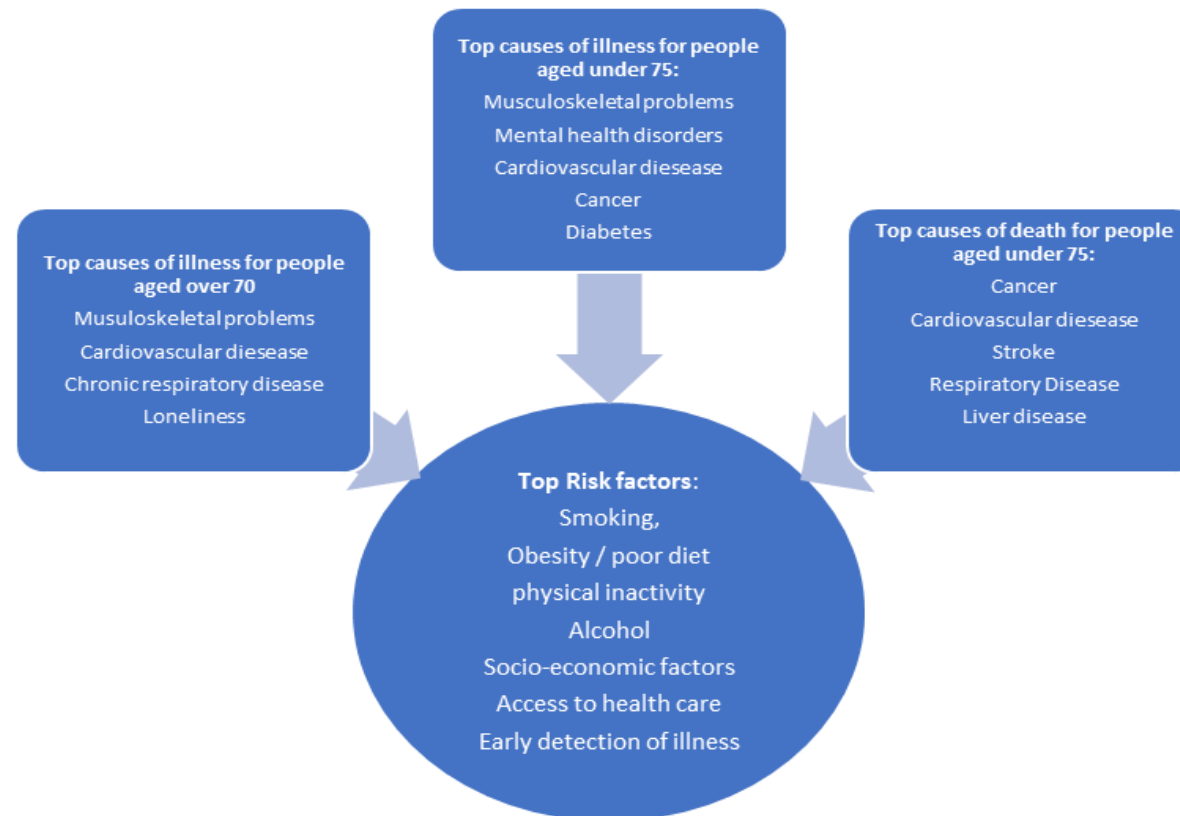 Top causes of illness for people
aged under 75:
Musculoskeletal problems
Mental health disorders
Cardiovascular diesease
Cancer
Diabetes
Top causes of illness for people
aged over 70
Musuloskeletal problems
Cardiovascular diesease
Chronic respiratory disease
Loneliness
Top causes of death for people
aged under 75:
Cancer
Cardiovascular diesease
Stroke
Respiratory Disease
Liver disease
Top Risk factors:
Smoking,
Obesity / poor diet
physical inactivity
Alcohol
Socio-economic factors
Access to health care
Early detection of illness